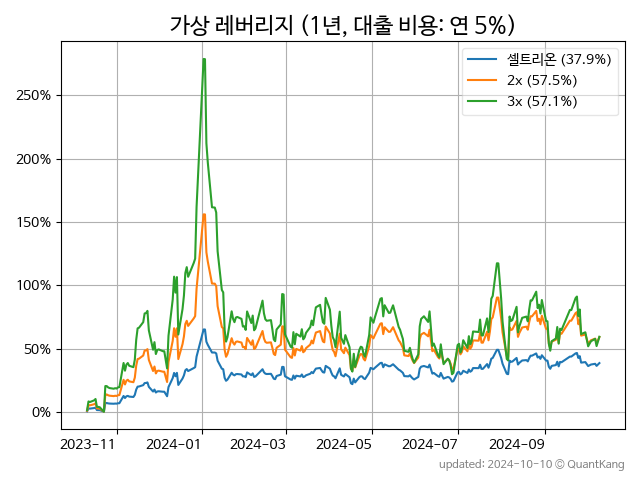 가상 레버리지 (1년, 대출 비용: 연 5%)
셀트리온 (37.9%)
2x (57.5%)
3x (57.1%)
250%
200%
150%
100%
50%
0%
2023-11 2024-01 2024-03 2024-05 2024-07 2024-09
updated: 2024-10-10 © QuantKang